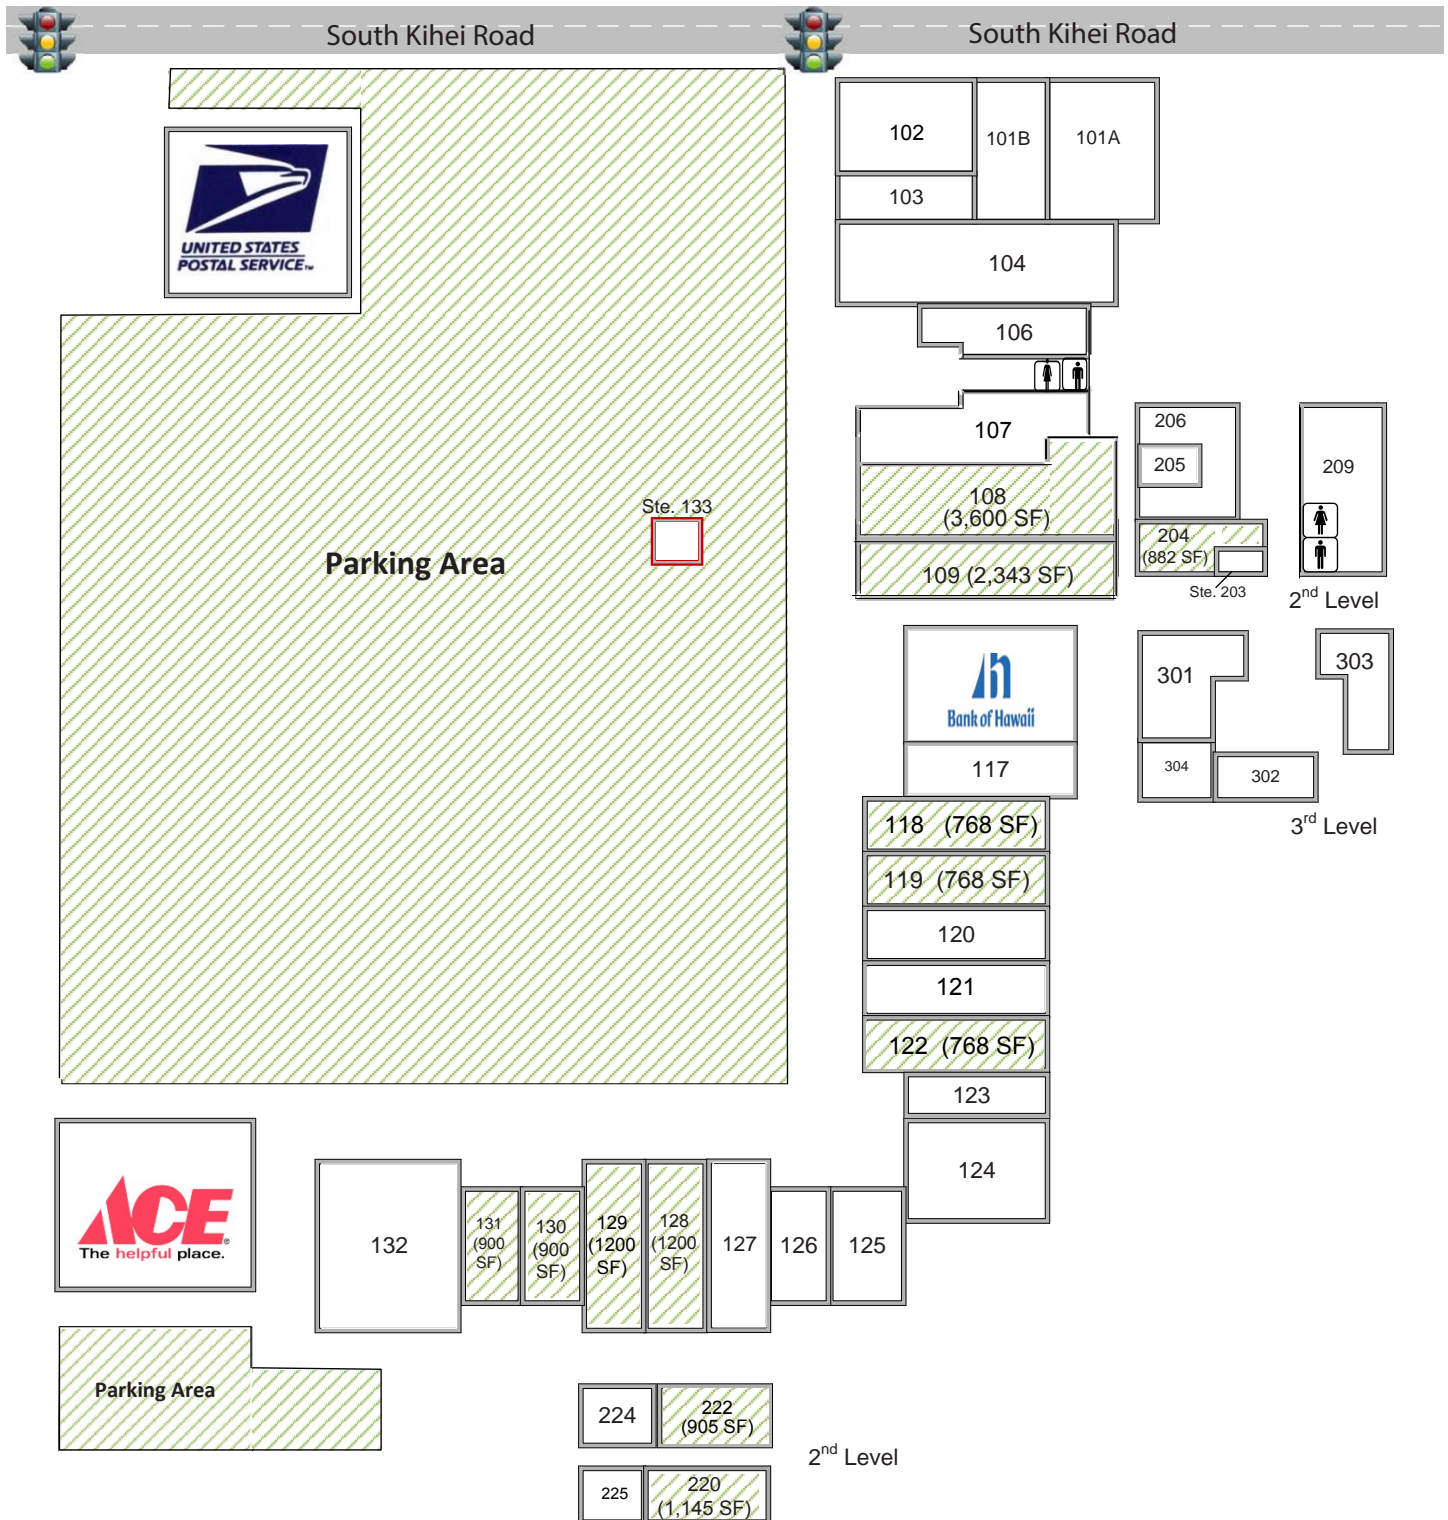 South Kihei Road
South Kihei Road
UNITED STATES
POSTAL SERVICE™
102
101B
101A
103
104
106
107
108
(3,600 SF)
109 (2,343 SF)
206
205
204
(882 SF)
Ste. 203
209
2nd Level
Ste. 133
Parking Area
Bank of Hawaii
117
301
303
304
302
3rd Level
118 (768 SF)
119 (768 SF)
120
121
122 (768 SF)
123
124
ACE®
The helpful place.
132
131
(900
SF)
130
(900
SF)
129
(1200
SF)
128
(1200
SF)
127
126
125
Parking Area
224
222
(905 SF)
2nd Level
225
220
(1,145 SF)